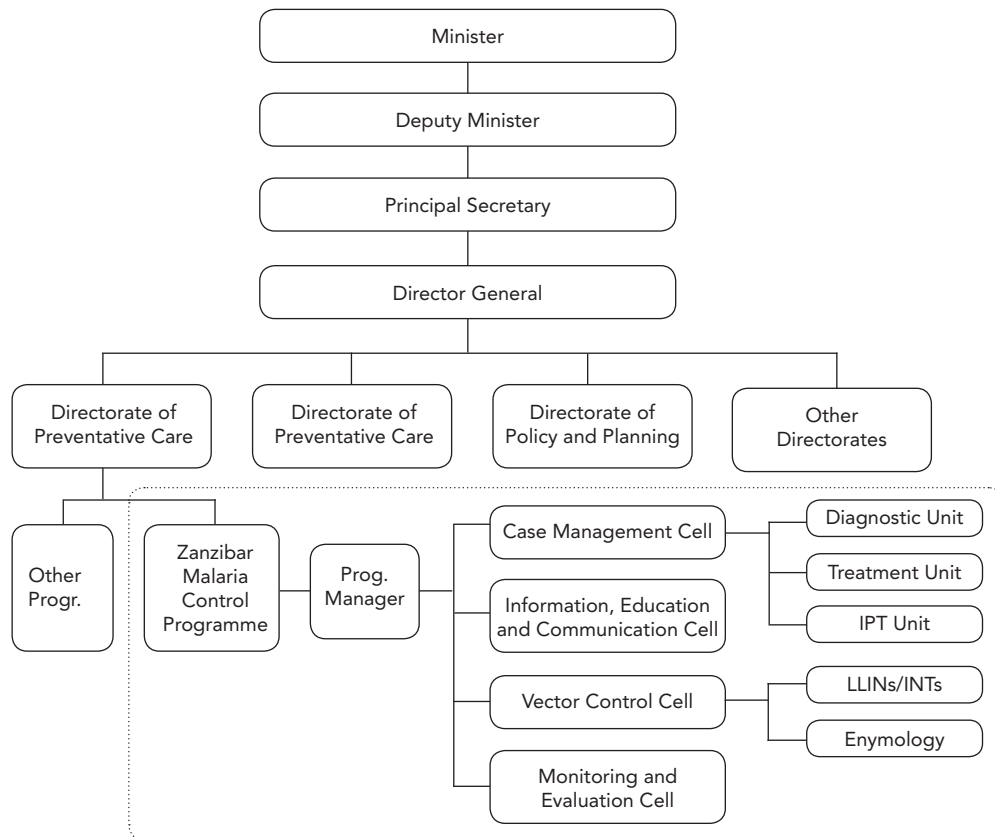 Minister
Deputy Minister
Principal Secretary
Director General
Directorate of
Preventative Care
Directorate of
Preventative Care
Directorate of
Policy and Planning
Other
Directorates
Other
Progr.
Zanzibar
Malaria
Control
Programme
Prog.
Manager
Case Management Cell
Information, Education
and Communication Cell
Vector Control Cell
Monitoring and
Evaluation Cell
Diagnostic Unit
Treatment Unit
IPT Unit
LLINs/INTs
Enymology